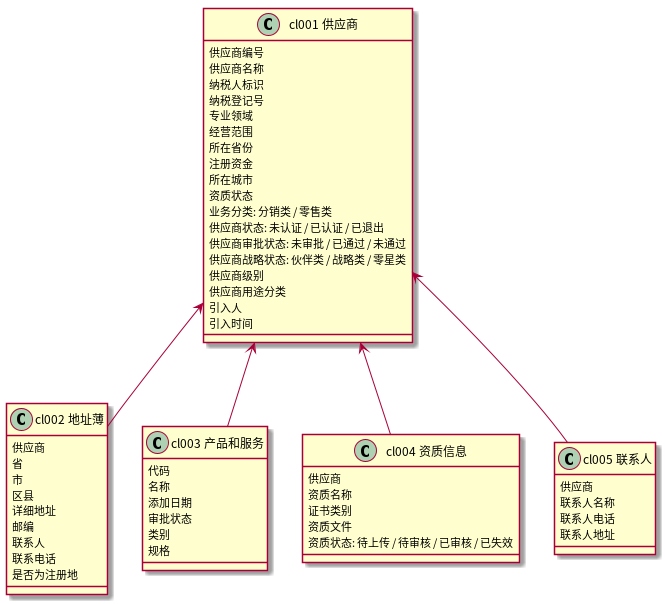 C cl001 供应商
供应商编号
供应商名称
纳税人标识
纳税登记号
专业领域
经营范围
所在省份
注册资金
所在城市
资质状态
业务分类: 分销类 / 零售类
供应商状态: 未认证 / 已认证 / 已退出
供应商审批状态: 未审批 / 已通过 / 未通过
供应商战略状态: 伙伴类 / 战略类 / 零星类
供应商级别
供应商用途分类
引入人
引入时间
C cl002 地址薄
供应商
省
市
区县
详细地址
邮编
联系人
联系电话
是否为注册地
C cl003 产品和服务
代码
名称
添加日期
审批状态
类别
规格
C cl004 资质信息
供应商
资质名称
证书类别
资质文件
资质状态: 待上传 / 待审核 / 已审核 / 已失效
C cl005 联系人
供应商
联系人名称
联系人电话
联系人地址